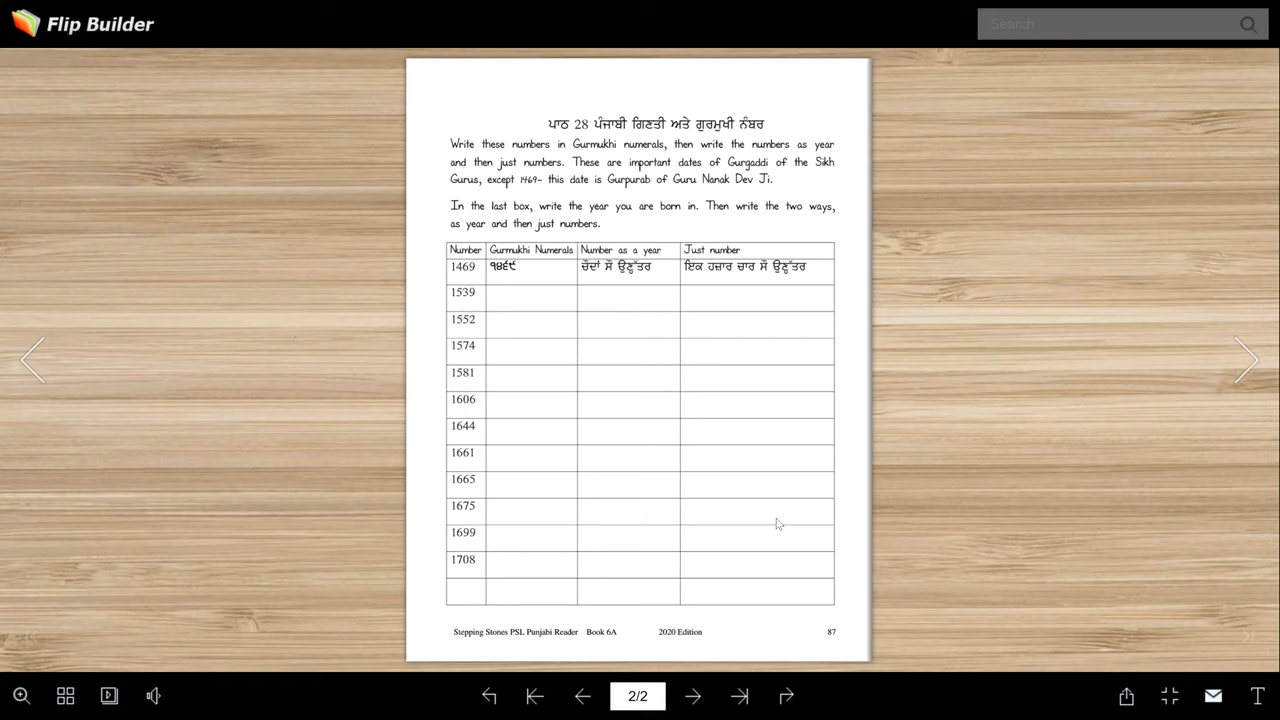 Flip Builder
Search
ਪਾਠ 28 ਪੰਜਾਬੀ ਗਿਣਤੀ ਅਤੇ ਗੁਰਮੁਖੀ ਨੰਬਰ
Write these numbers in Gurmukhi numerals, then write the numbers as year
and then just numbers. These are important dates of Gurgaddi of the Sikh
Gurus, except 1469- this date is Gurpurab of Guru Nanak Dev Ji.
In the last box, write the year you are born in. Then write the two ways,
as year and then just numbers.
Number Gurmukhi Numerals Number as a year Just number
1469 ੧੪੬੯ ਚੌਦਾਂ ਸੌ ਉਣ੍ਹੱਤਰ ਇਕ ਹਜ਼ਾਰ ਚਾਰ ਸੌ ਉਣ੍ਹੱਤਰ
1539
1552
1574
1581
1606
1644
1661
1665
1675
1699
1708
Stepping Stones PSL Punjabi Reader Book 6A 2020 Edition 87
2/2